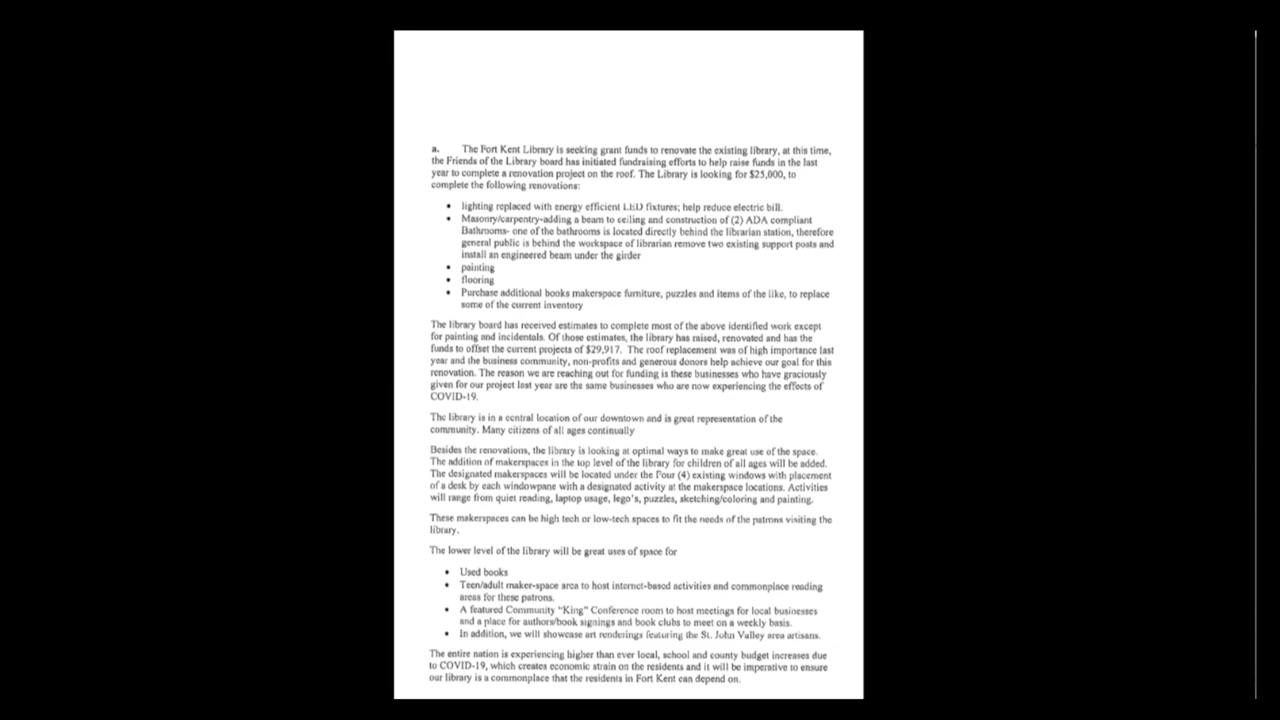 a. The Fort Kent Library is seeking grant funds to renovate the existing library, at this time,
the Friends of the Library board has initiated fundraising efforts to help raise funds in the last
year to complete a renovation project on the roof. The Library is looking for $25,000, to
complete the following renovations:
• lighting replaced with energy efficient LED fixtures; help reduce electric bill.
• Masonry/carpentry-adding a beam to ceiling and construction of (2) ADA compliant
Bathrooms- one of the bathrooms is located directly behind the librarian station, therefore
general public is behind the workspace of librarian remove two existing support posts and
install an engineered beam under the girder
• painting
• flooring
• Purchase additional books makerspace furniture, puzzles and items of the like, to replace
some of the current inventory
The library board has received estimates to complete most of the above identified work except
for painting and incidentals. Of those estimates, the library has raised, renovated and has the
funds to offset the current projects of $29,917. The roof replacement was of high importance last
year and the business community, non-profits and generous donors help achieve our goal for this
renovation. The reason we are reaching out for funding is these businesses who have graciously
given for our project last year are the same businesses who are now experiencing the effects of
COVID-19.
The library is in a central location of our downtown and is great representation of the
community. Many citizens of all ages continually
Besides the renovations, the library is looking at optimal ways to make great use of the space.
The addition of makerspaces in the top level of the library for children of all ages will be added.
The designated makerspaces will be located under the Four (4) existing windows with placement
of a desk by each windowpane with a designated activity at the makerspace locations. Activities
will range from quiet reading, laptop usage, lego's, puzzles, sketching/coloring and painting.
These makerspaces can be high tech or low-tech spaces to fit the needs of the patrons visiting the
library.
The lower level of the library will be great uses of space for
• Used books
• Teen/adult maker-space area to host internet-based activities and commonplace reading
areas for these patrons.
• A featured Community "King" Conference room to host meetings for local businesses
and a place for authors/book signings and book clubs to meet on a weekly basis.
• In addition, we will showcase art renderings featuring the St. John Valley area artisans.
The entire nation is experiencing higher than ever local, school and county budget increases due
to COVID-19, which creates economic strain on the residents and it will be imperative to ensure
our library is a commonplace that the residents in Fort Kent can depend on.